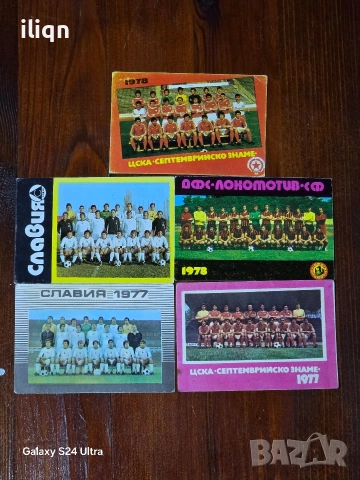 iliqn
1978
ЦСКА·СЕПТЕМВРИЙСКО ЗНАМЕ·
Славия
ДФС·ЛОКОМОТИВ·СФ
1978
СЛАВИЯ 1977
ЦСКА·СЕПТЕМВРИЙСКО ЗНАМЕ·
1977
Galaxy S24 Ultra
BAZAR